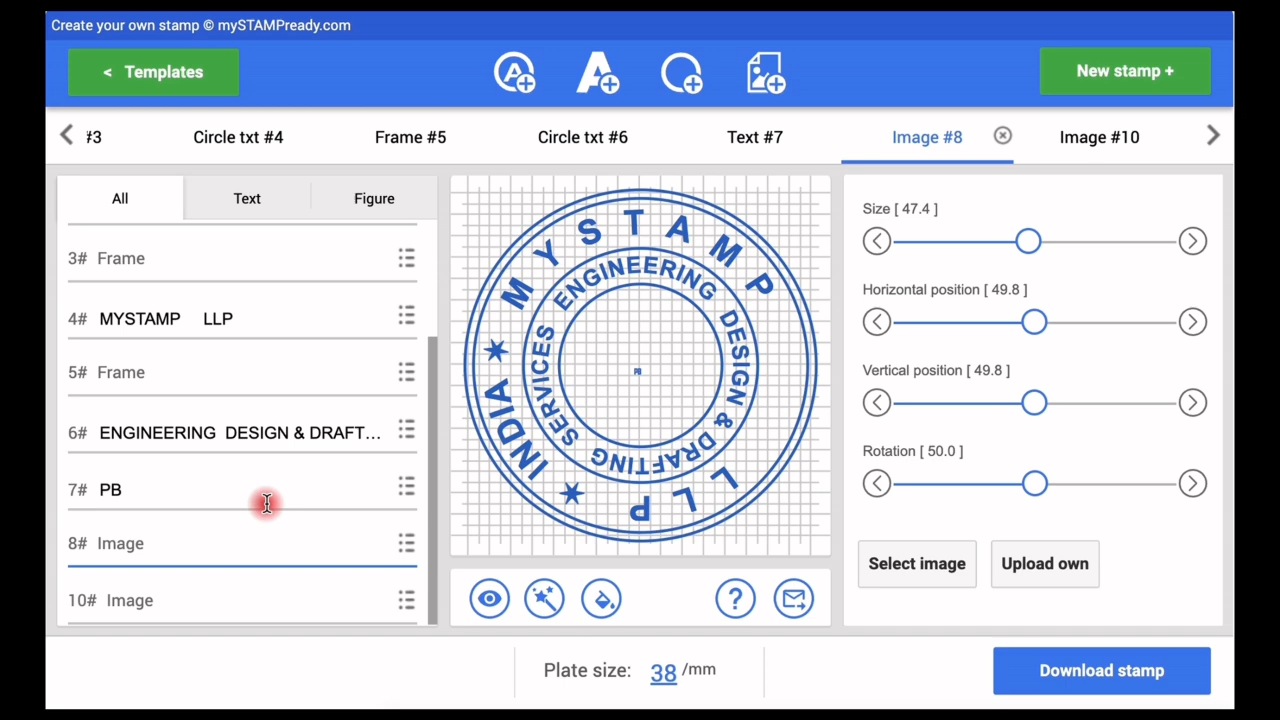 Create your own stamp © mySTAMPready.com
< Templates
New stamp +
#3
Circle txt #4
Frame #5
Circle txt #6
Text #7
Image #8
Image #10
All
Text
Figure
3# Frame
4# MYSTAMP LLP
5# Frame
6# ENGINEERING DESIGN & DRAFT...
7# PB
8# Image
10# Image
MYSTAMP LLP ★ INDIA ★
ENGINEERING DESIGN & DRAFTING SERVICES
PB
Size [ 47.4 ]
Horizontal position [ 49.8 ]
Vertical position [ 49.8 ]
Rotation [ 50.0 ]
Select image
Upload own
?
Plate size: 38 /mm
Download stamp